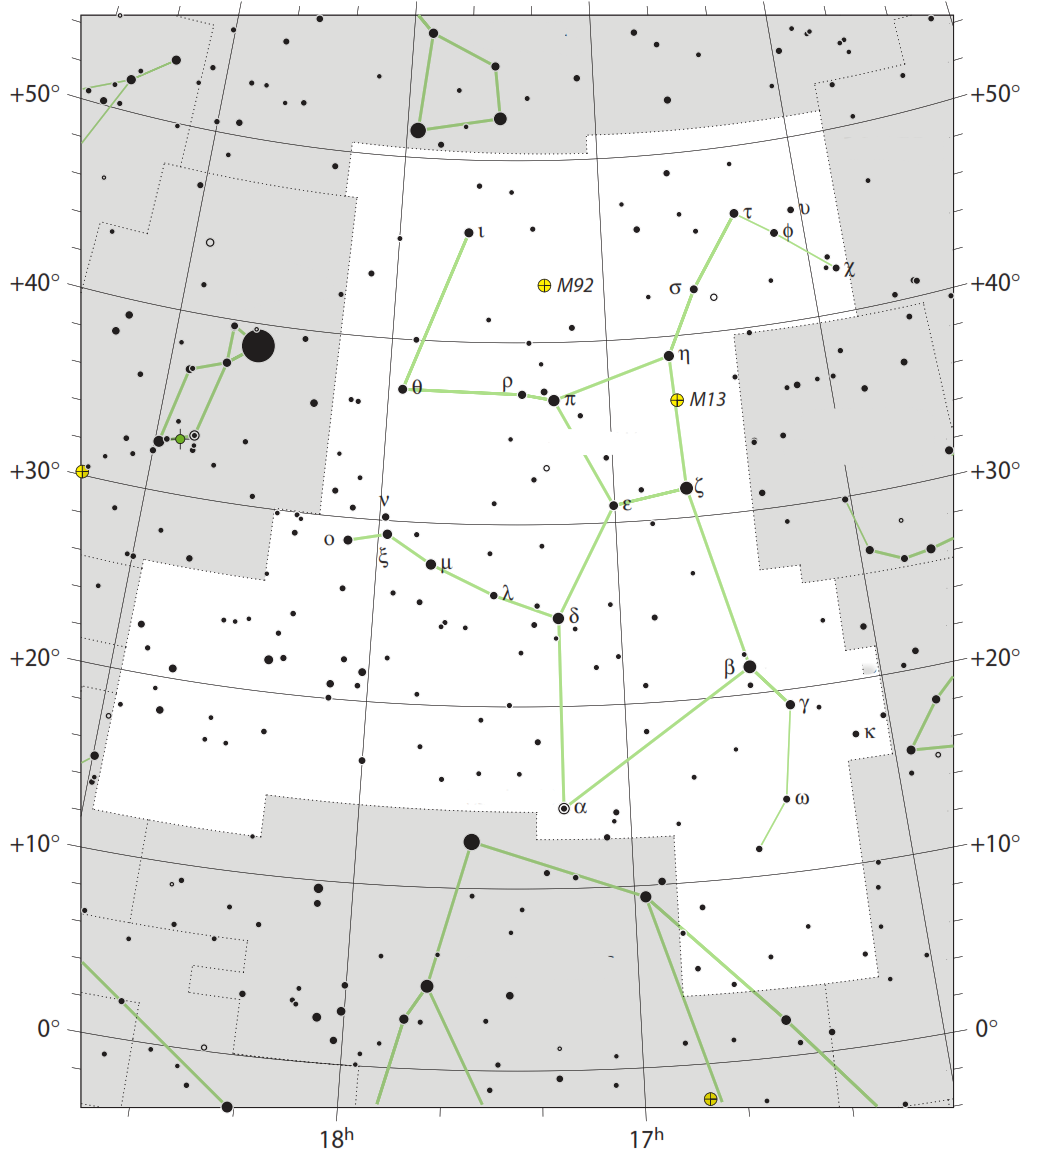 +50° +50°
τ υ
ι φ
χ
+40° M92 σ +40°
η
θ ρ π M13
+30° +30°
ν ε ζ
ο ξ μ
λ
δ
+20° β +20°
γ
κ
α ω
+10° +10°
0° 0°
18h 17h